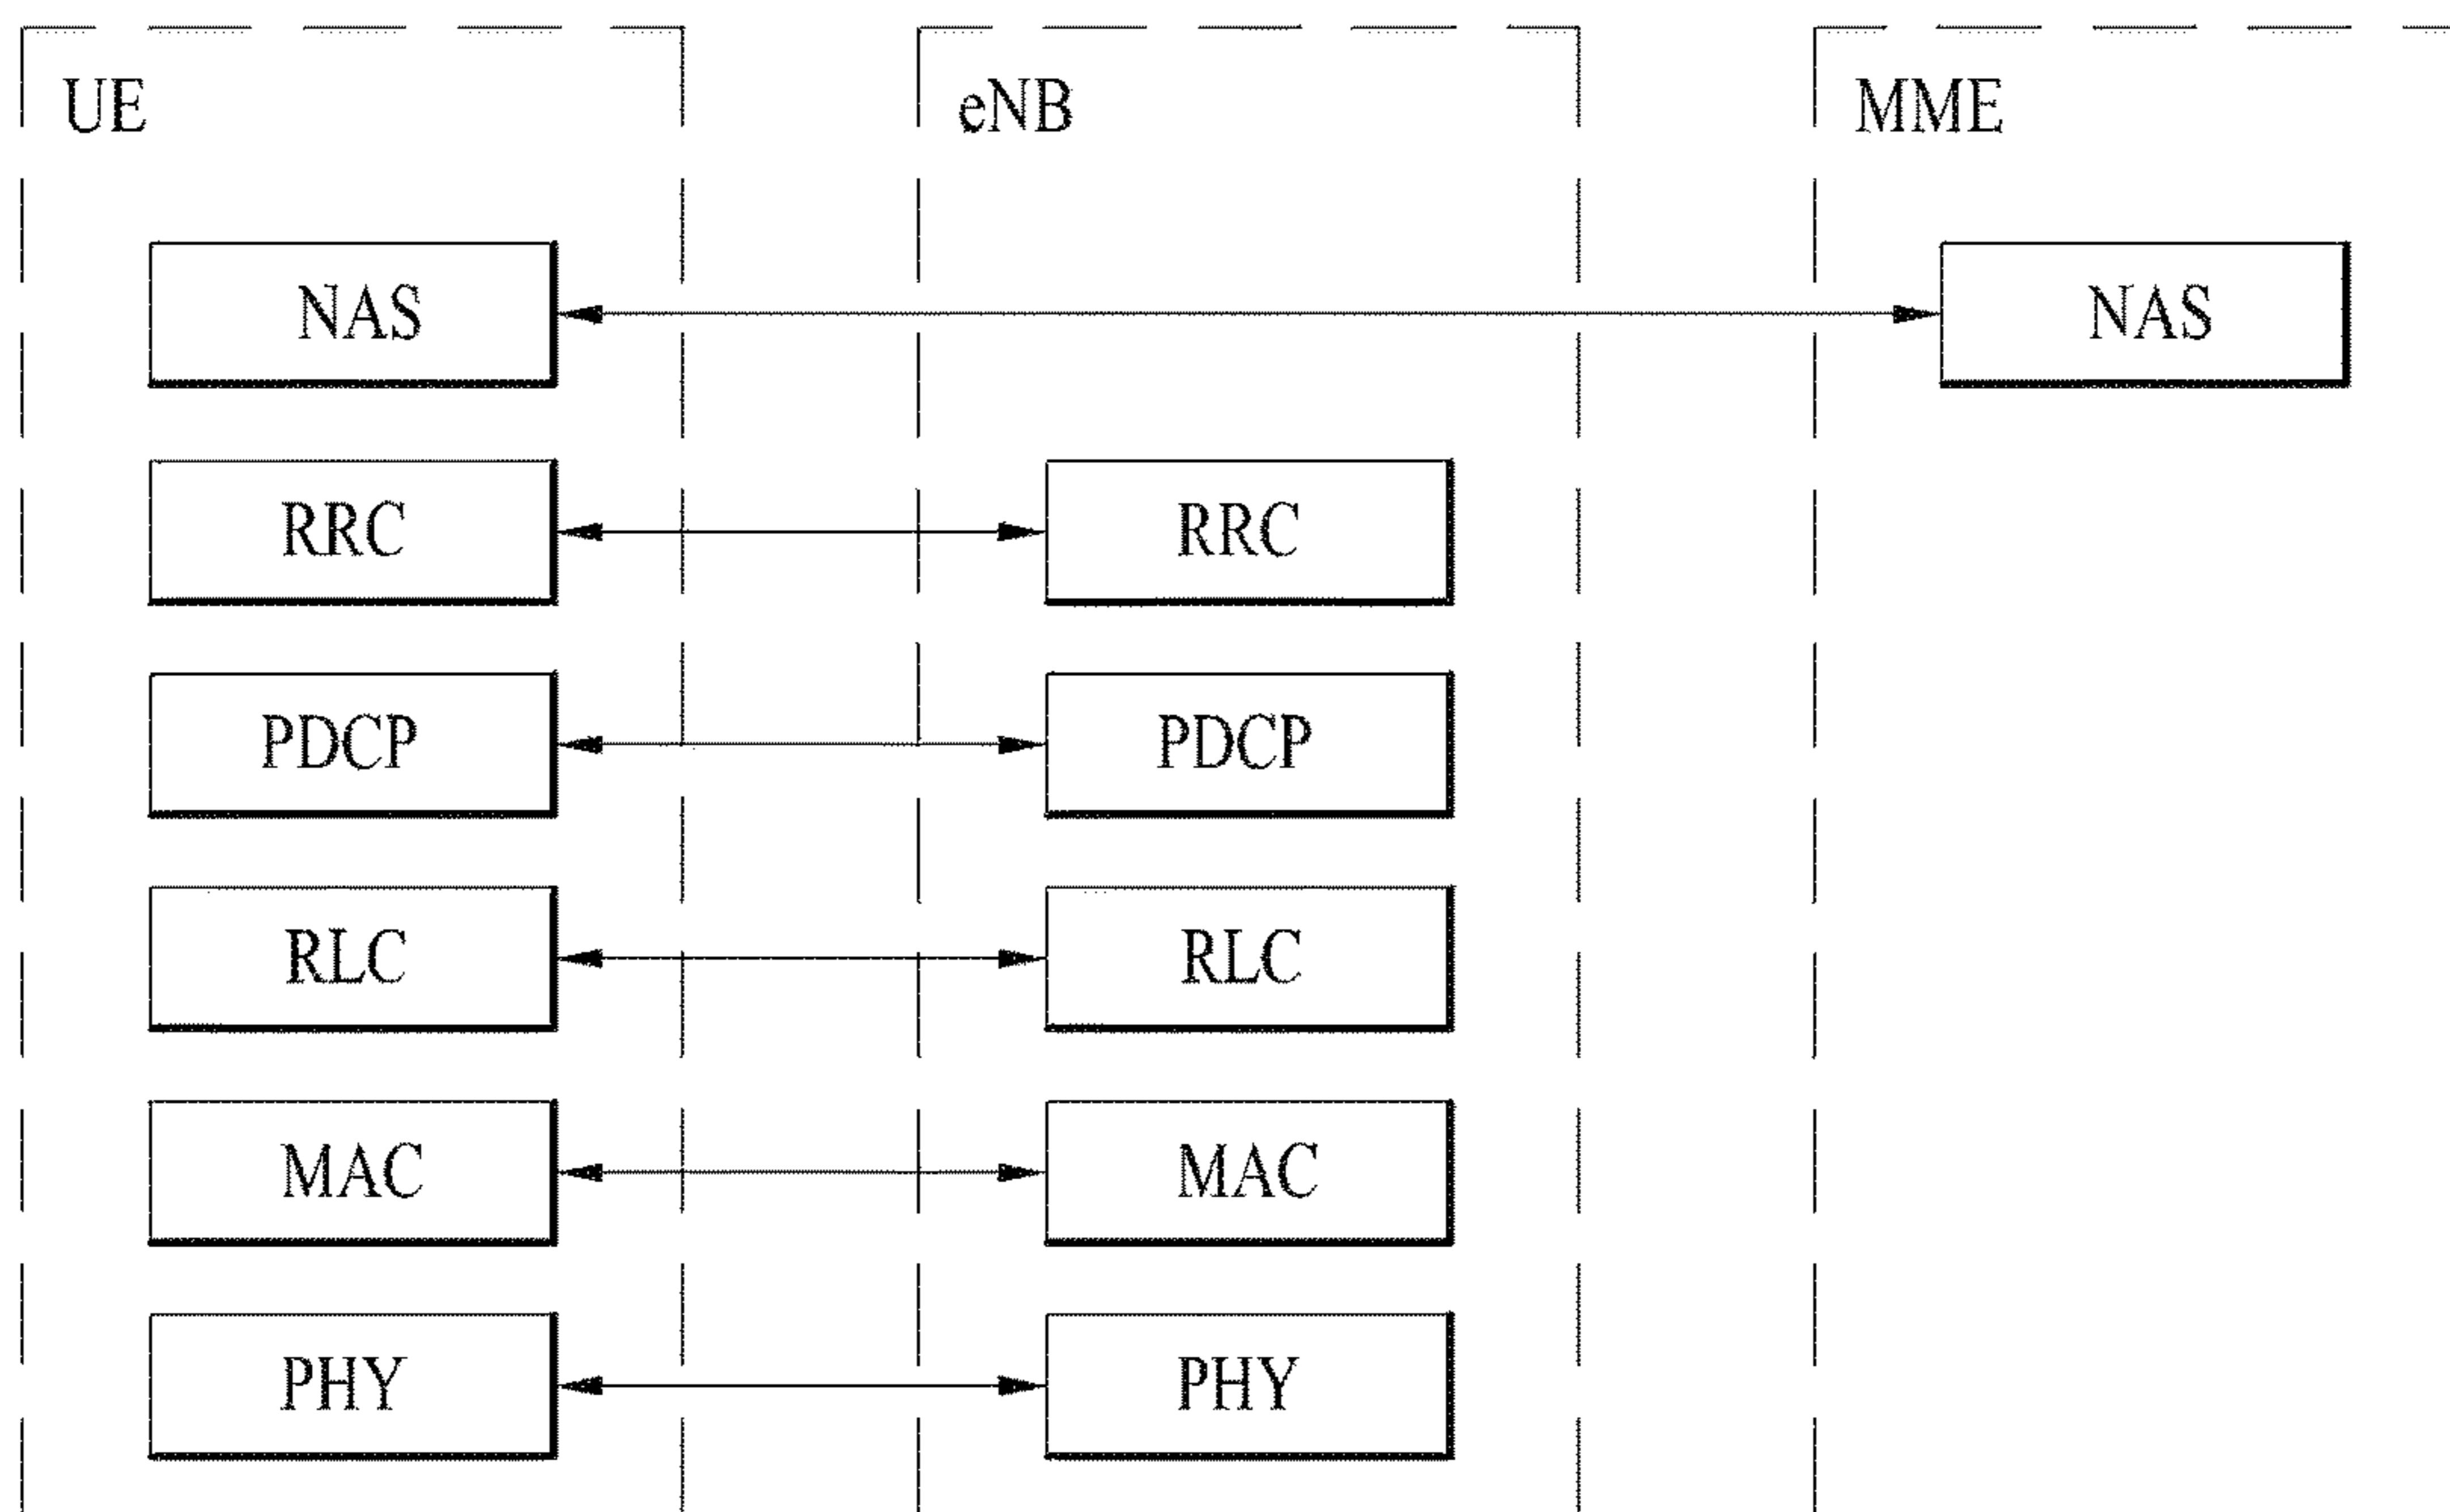 UE eNB MME
NAS NAS
RRC RRC
PDCP PDCP
RLC RLC
MAC MAC
PHY PHY